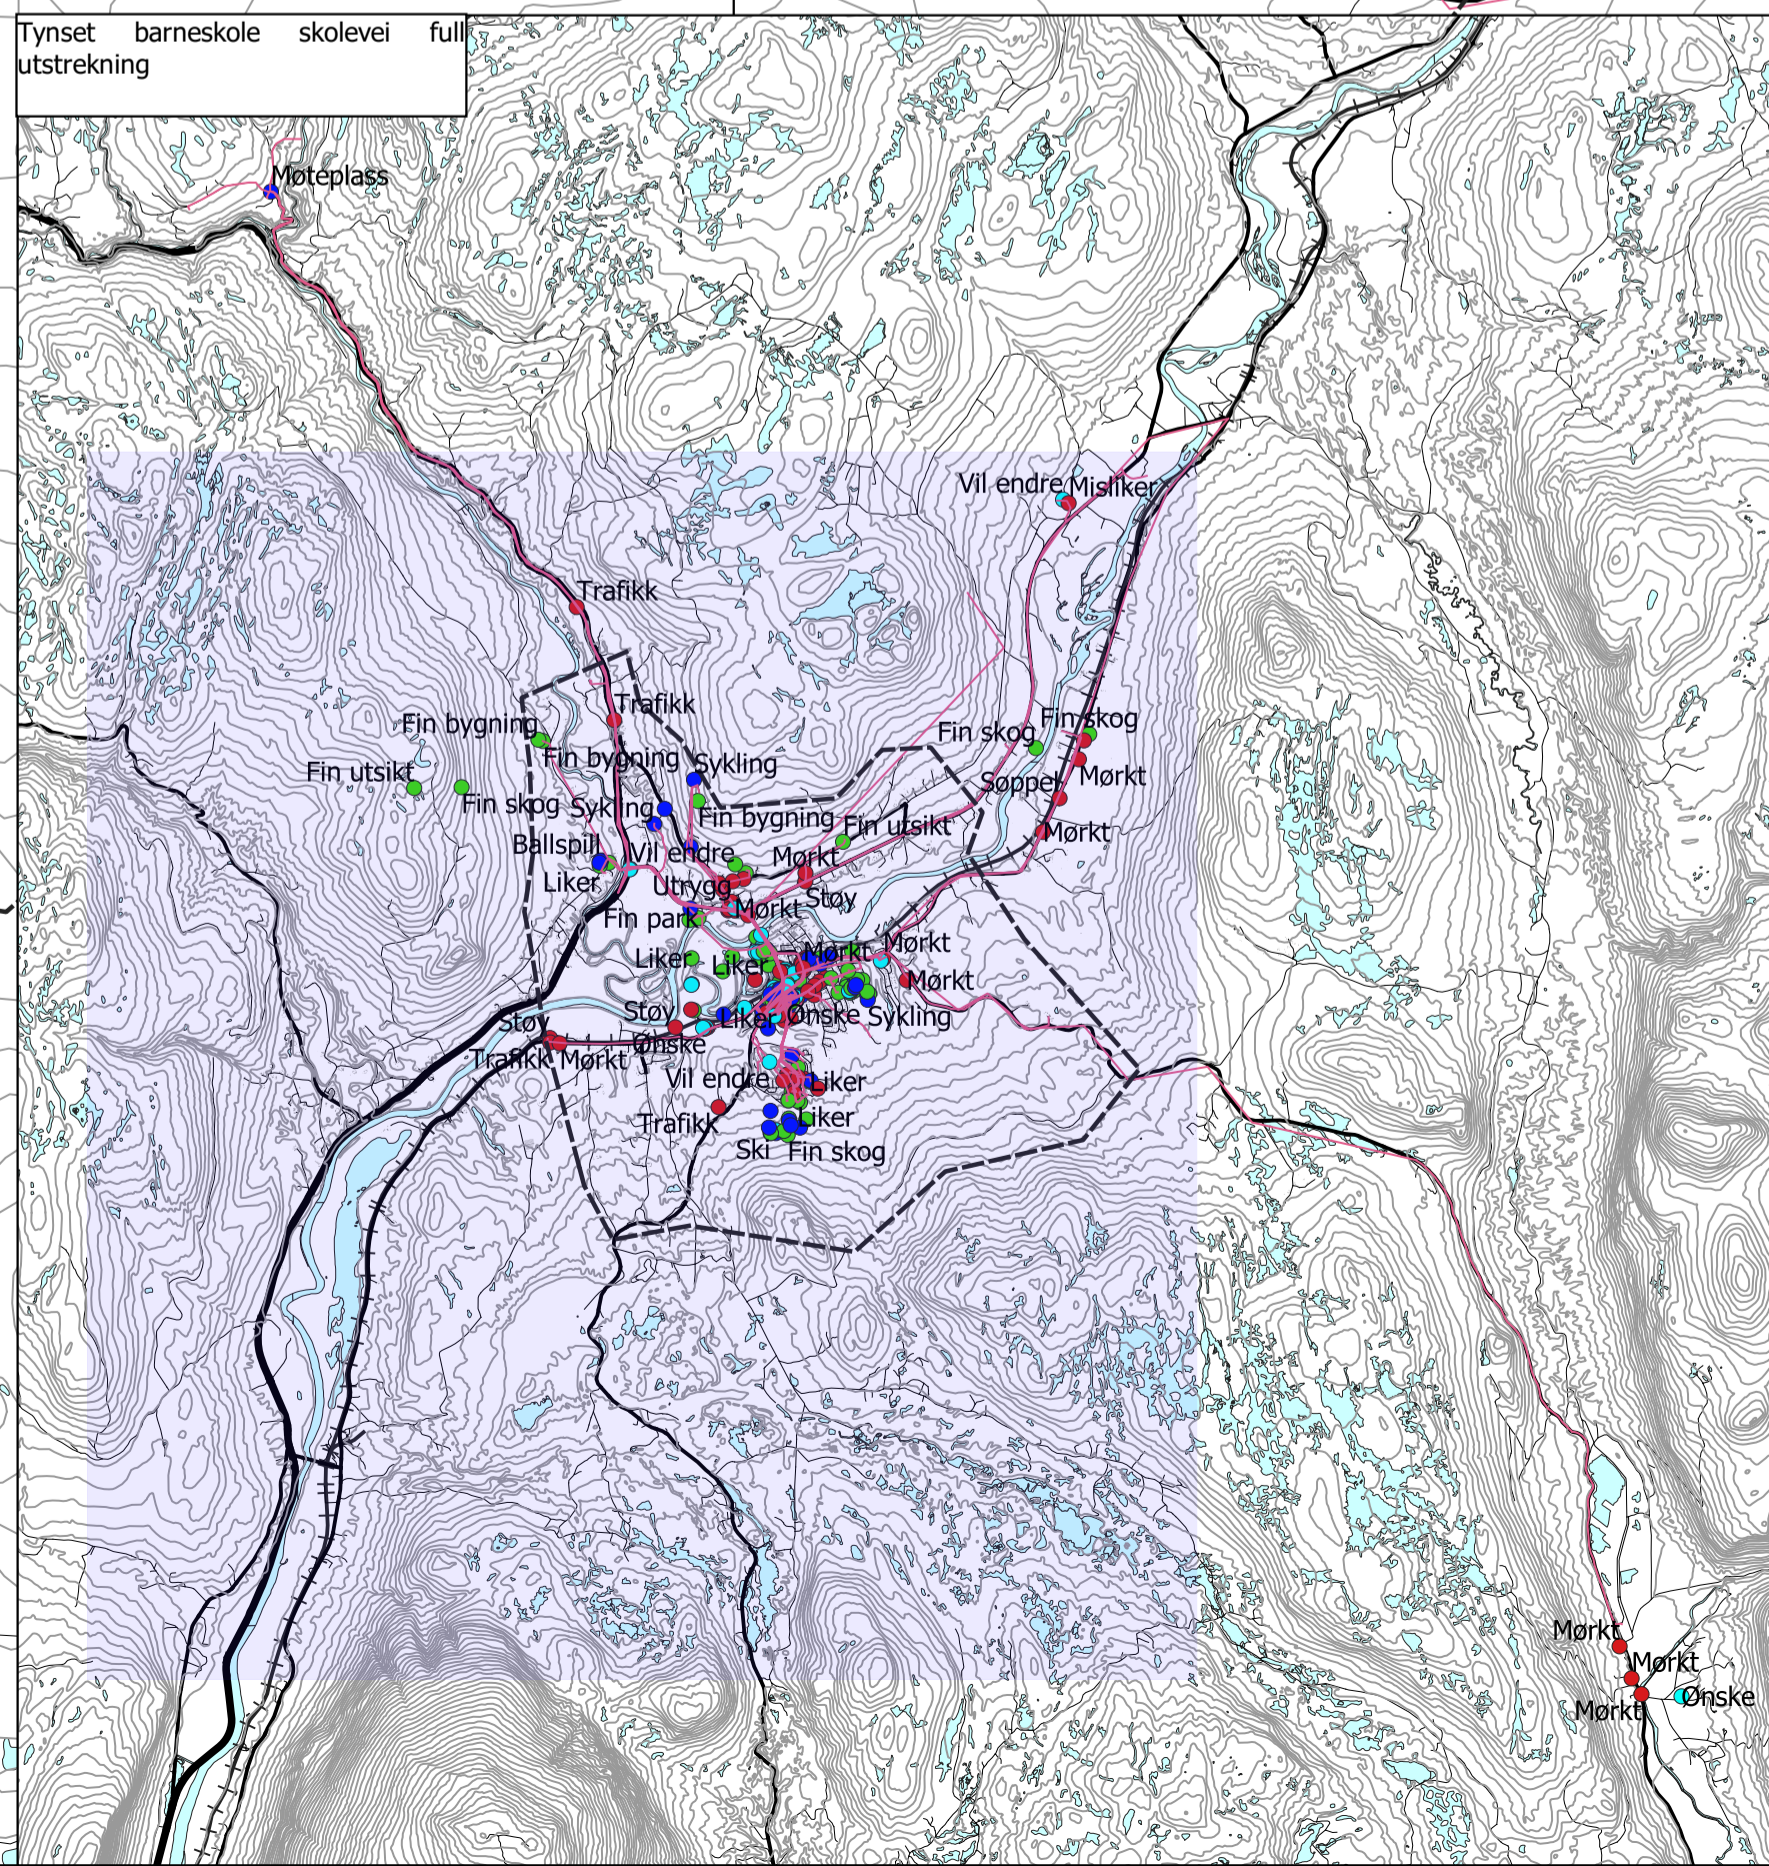 Tynset barneskole skolevei full
utstrekning
Møteplass
Vil endre
Misliker
Trafikk
Trafikk
Fin bygning
Fin skog
Fin skog
Fin bygning
Sykling
Fin utsikt
Mørkt
Søppel
Fin skog
Sykling
Fin bygning
Fin utsikt
Mørkt
Ballspill
Vil endre
Mørkt
Liker
Utrygg
Støy
Fin park
Mørkt
Mørkt
Mørkt
Liker
Liker
Mørkt
Støy
Støy
Liker
Ønske
Sykling
Trafikk
Mørkt
Ønske
Vil endre
Liker
Trafikk
Liker
Ski
Fin skog
Mørkt
Mørkt
Mørkt
Ønske